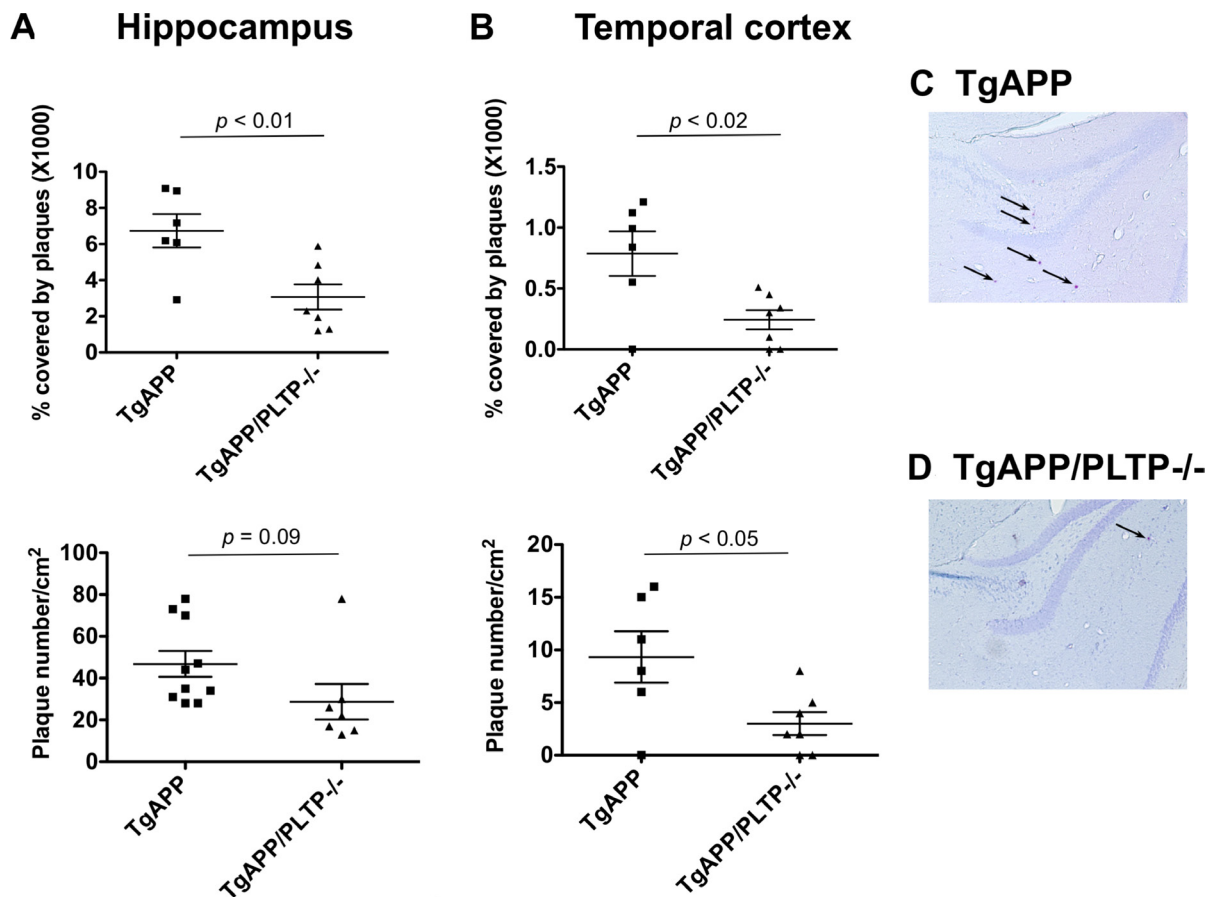 A Hippocampus
% covered by plaques (X1000)
p < 0.01
10
8
6
4
2
0
TgAPP
TgAPP/PLTP-/-
Plaque number/cm²
p = 0.09
100
80
60
40
20
0
TgAPP
TgAPP/PLTP-/-
B Temporal cortex
% covered by plaques (X1000)
p < 0.02
1.5
1.0
0.5
0.0
TgAPP
TgAPP/PLTP-/-
Plaque number/cm²
p < 0.05
20
15
10
5
0
TgAPP
TgAPP/PLTP-/-
C TgAPP
D TgAPP/PLTP-/-